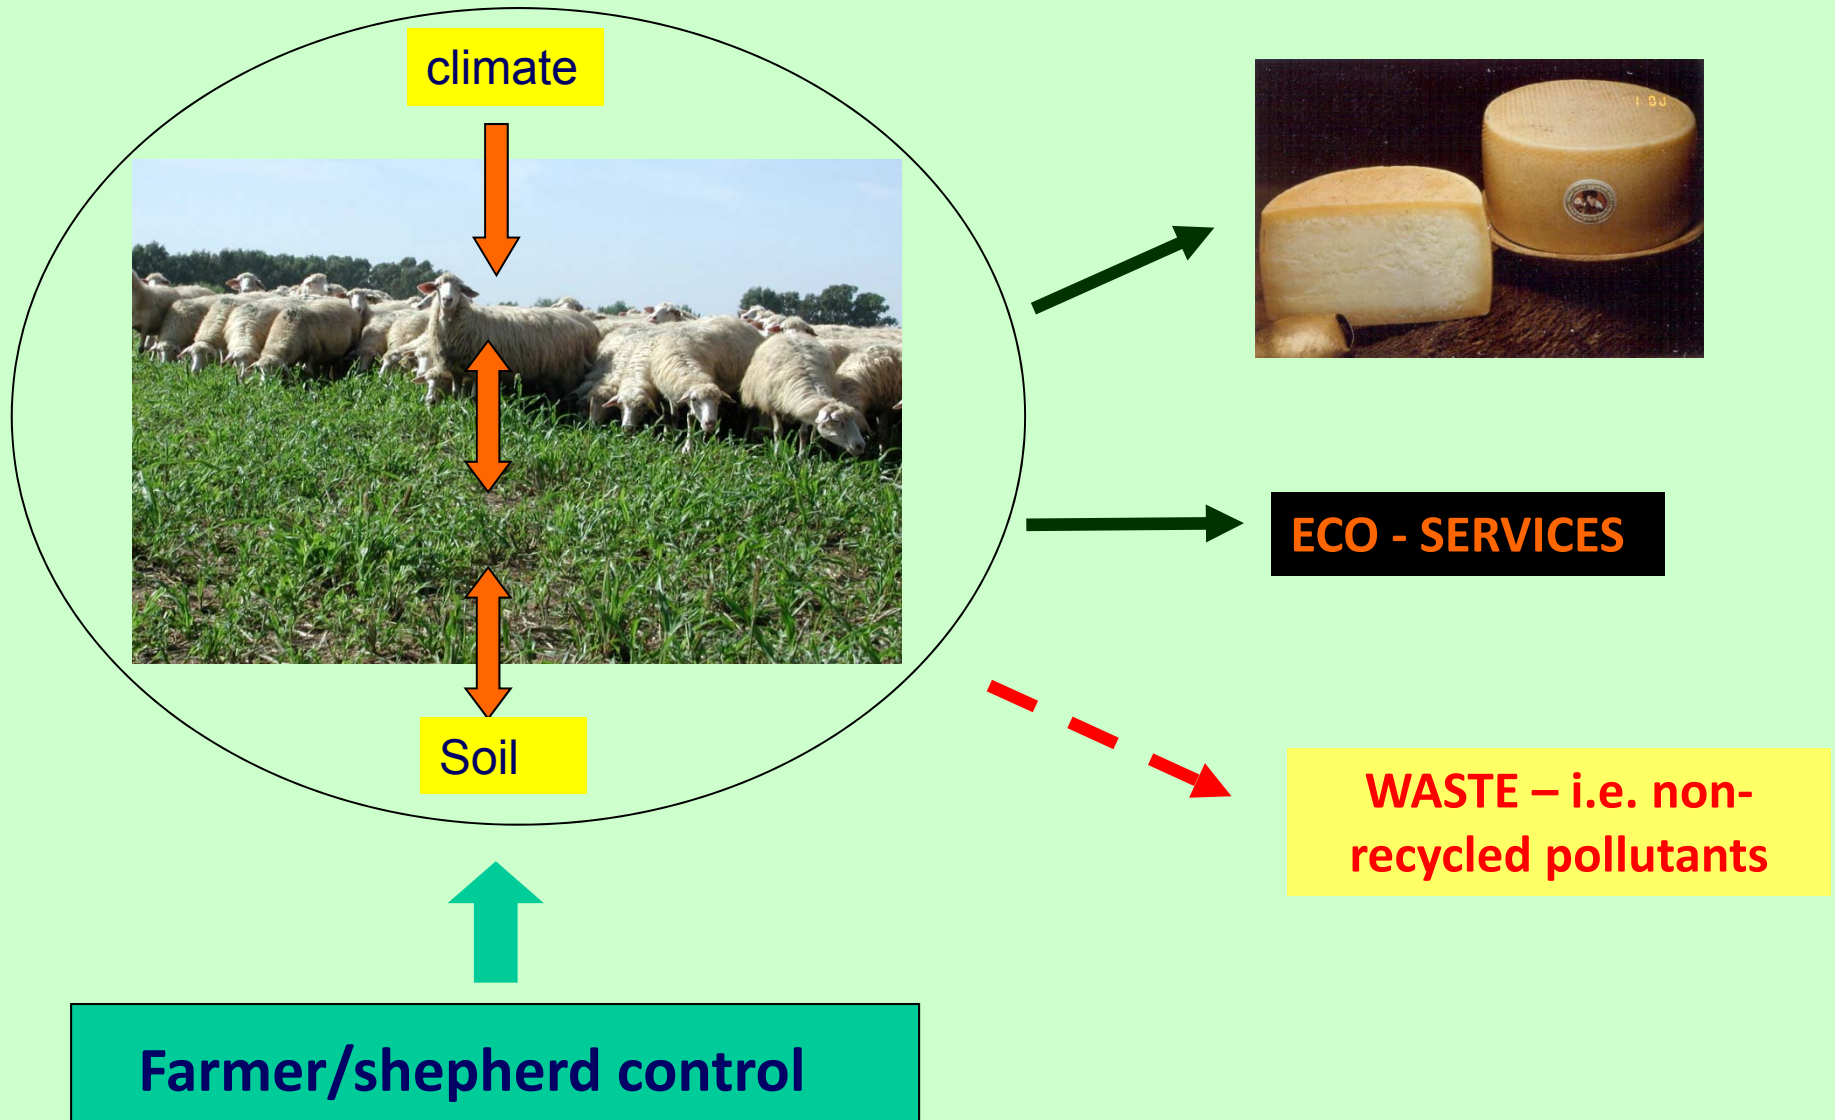 climate
Soil
ECO - SERVICES
WASTE – i.e. non-
recycled pollutants
Farmer/shepherd control